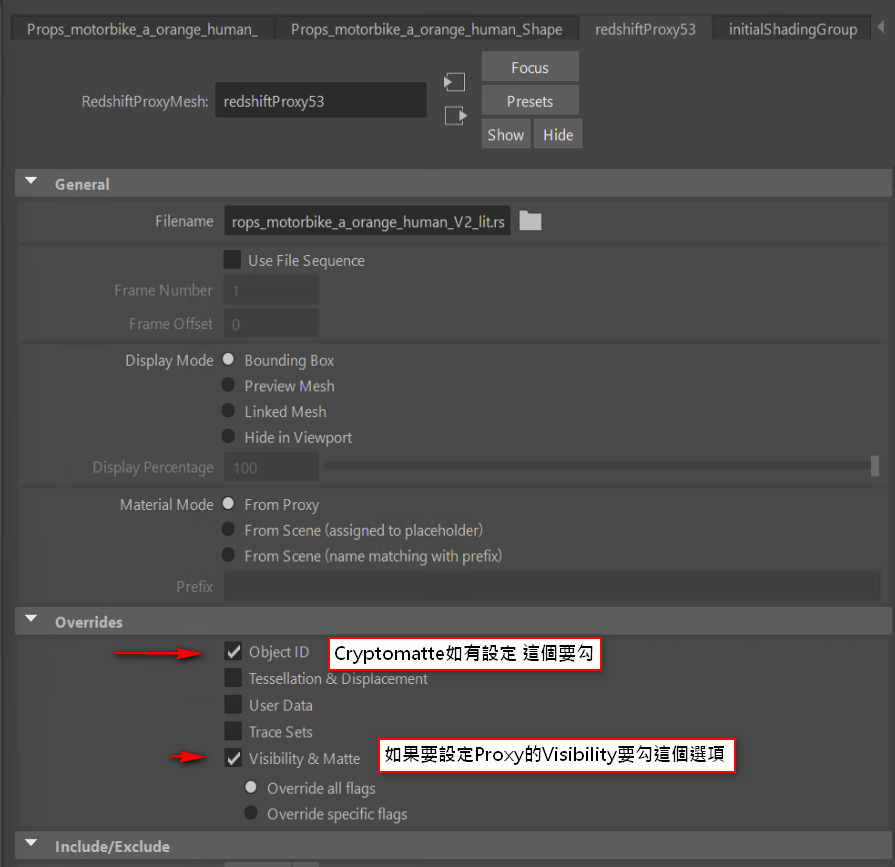 Props_motorbike_a_orange_human_ Props_motorbike_a_orange_human_Shape redshiftProxy53 initialShadingGroup
Focus
RedshiftProxyMesh: redshiftProxy53
Presets
Show Hide
General
Filename rops_motorbike_a_orange_human_V2_lit.rs
Use File Sequence
Frame Number 1
Frame Offset 0
Display Mode Bounding Box
Preview Mesh
Linked Mesh
Hide in Viewport
Display Percentage 100
Material Mode From Proxy
From Scene (assigned to placeholder)
From Scene (name matching with prefix)
Prefix
Overrides
Object ID Cryptomatte如有設定 這個要勾
Tessellation & Displacement
User Data
Trace Sets
Visibility & Matte 如果要設定Proxy的Visibility要勾這個選項
Override all flags
Override specific flags
Include/Exclude